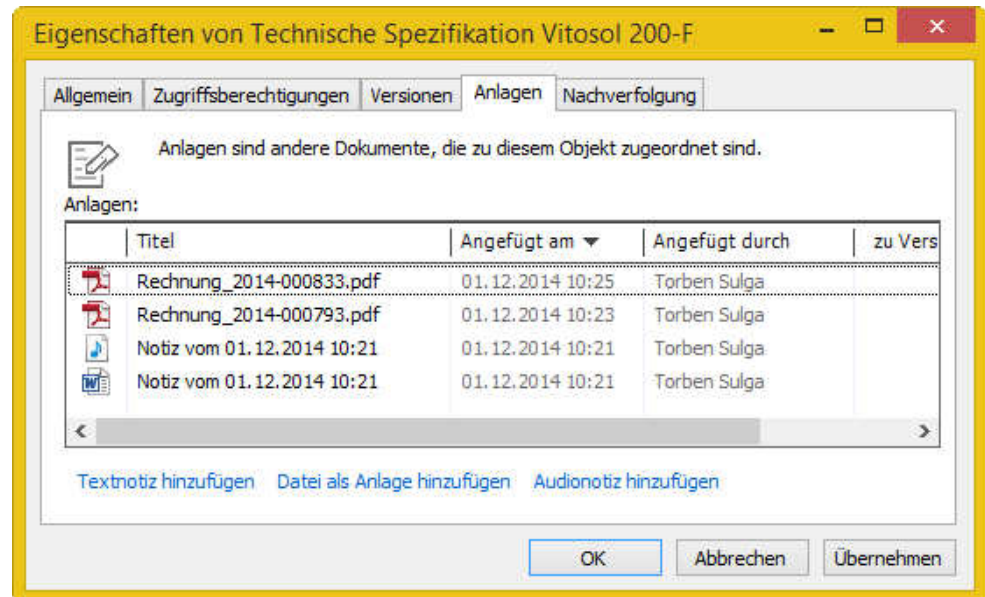 Eigenschaften von Technische Spezifikation Vitosol 200-F
Allgemein Zugriffsberechtigungen Versionen Anlagen Nachverfolgung
Anlagen sind andere Dokumente, die zu diesem Objekt zugeordnet sind.
Anlagen:
Titel Angefügt am Angefügt durch zu Vers
Rechnung_2014-000833.pdf 01.12.2014 10:25 Torben Sulga
Rechnung_2014-000793.pdf 01.12.2014 10:23 Torben Sulga
Notiz vom 01.12.2014 10:21 01.12.2014 10:21 Torben Sulga
Notiz vom 01.12.2014 10:21 01.12.2014 10:21 Torben Sulga
Textnotiz hinzufügen Datei als Anlage hinzufügen Audionotiz hinzufügen
OK Abbrechen Übernehmen